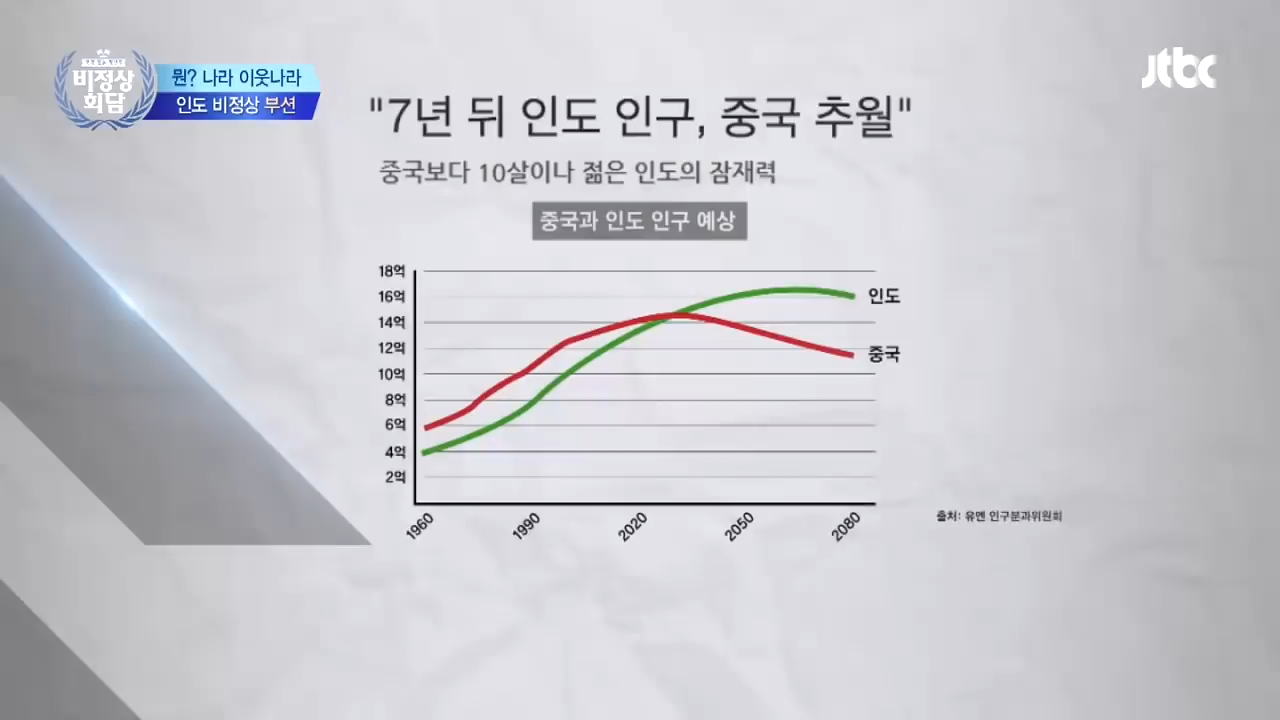 비정상
회담
뭔? 나라 이웃나라
인도 비정상 부션
jtbc
"7년 뒤 인도 인구, 중국 추월"
중국보다 10살이나 젊은 인도의 잠재력
중국과 인도 인구 예상
18억
16억
14억
12억
10억
8억
6억
4억
2억
인도
중국
1960
1990
2020
2050
2080
출처: 유엔 인구분과위원회